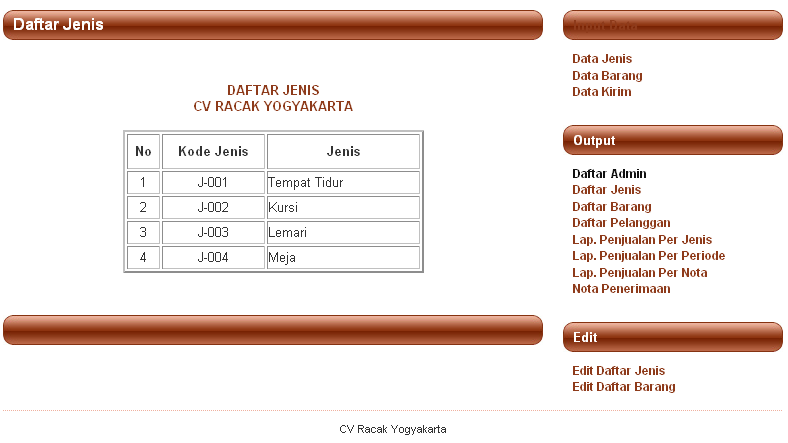 Daftar Jenis
DAFTAR JENIS
CV RACAK YOGYAKARTA
No Kode Jenis Jenis
1 J-001 Tempat Tidur
2 J-002 Kursi
3 J-003 Lemari
4 J-004 Meja
Input Data
Data Jenis
Data Barang
Data Kirim
Output
Daftar Admin
Daftar Jenis
Daftar Barang
Daftar Pelanggan
Lap. Penjualan Per Jenis
Lap. Penjualan Per Periode
Lap. Penjualan Per Nota
Nota Penerimaan
Edit
Edit Daftar Jenis
Edit Daftar Barang
CV Racak Yogyakarta